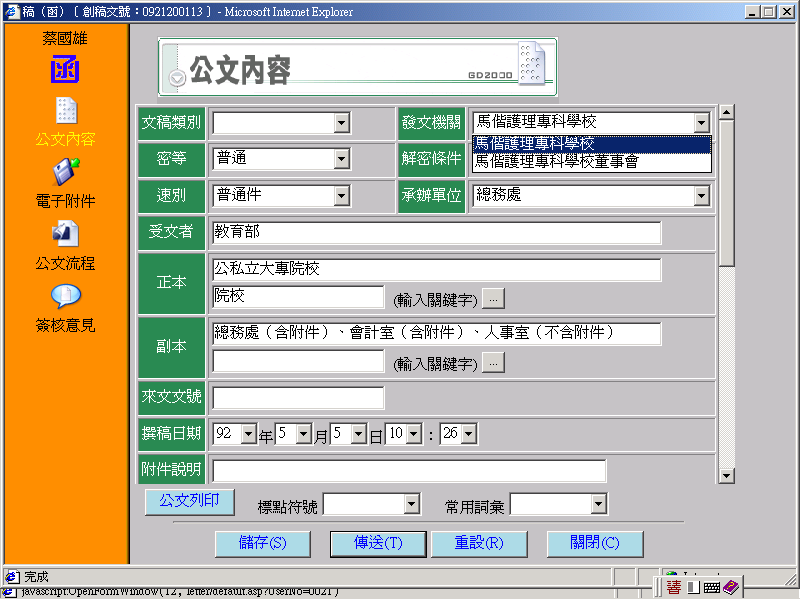 稿（函）〔 創稿文號：0921200113 〕 - Microsoft Internet Explorer
蔡國雄
函
公文內容
電子附件
公文流程
簽核意見
公文內容
GD2000
文稿類別
發文機關 馬偕護理專科學校
馬偕護理專科學校
馬偕護理專科學校董事會
密等 普通
解密條件
速別 普通件
承辦單位 總務處
受文者 教育部
正本 公私立大專院校
院校 (輸入關鍵字) ...
副本 總務處（含附件）、會計室（含附件）、人事室（不含附件）
(輸入關鍵字) ...
來文文號
撰稿日期 92 年 5 月 5 日 10 : 26
附件說明
公文列印 標點符號 常用詞彙
儲存(S) 傳送(T) 重設(R) 關閉(C)
完成
javascript:OpenFormWindow('12','letter/default.asp?UserNo=0021')